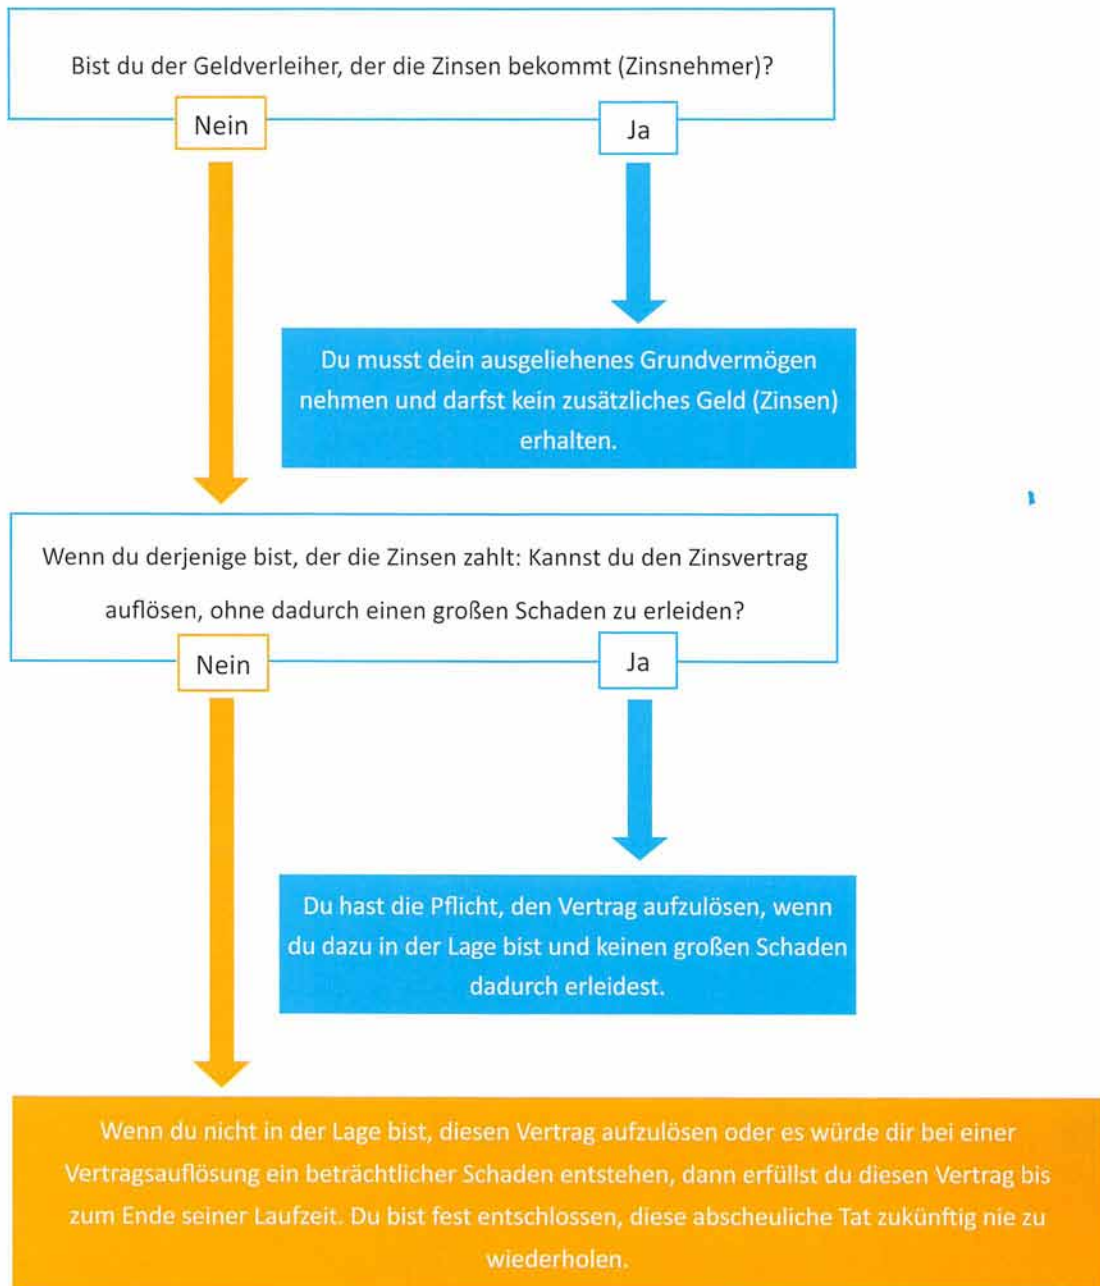 Bist du der Geldverleiher, der die Zinsen bekommt (Zinsnehmer)?
Nein
Ja
Du musst dein ausgeliehenes Grundvermögen
nehmen und darfst kein zusätzliches Geld (Zinsen)
erhalten.
Wenn du derjenige bist, der die Zinsen zahlt: Kannst du den Zinsvertrag
auflösen, ohne dadurch einen großen Schaden zu erleiden?
Nein
Ja
Du hast die Pflicht, den Vertrag aufzulösen, wenn
du dazu in der Lage bist und keinen großen Schaden
dadurch erleidest.
Wenn du nicht in der Lage bist, diesen Vertrag aufzulösen oder es würde dir bei einer
Vertragsauflösung ein beträchtlicher Schaden entstehen, dann erfüllst du diesen Vertrag bis
zum Ende seiner Laufzeit. Du bist fest entschlossen, diese abscheuliche Tat zukünftig nie zu
wiederholen.